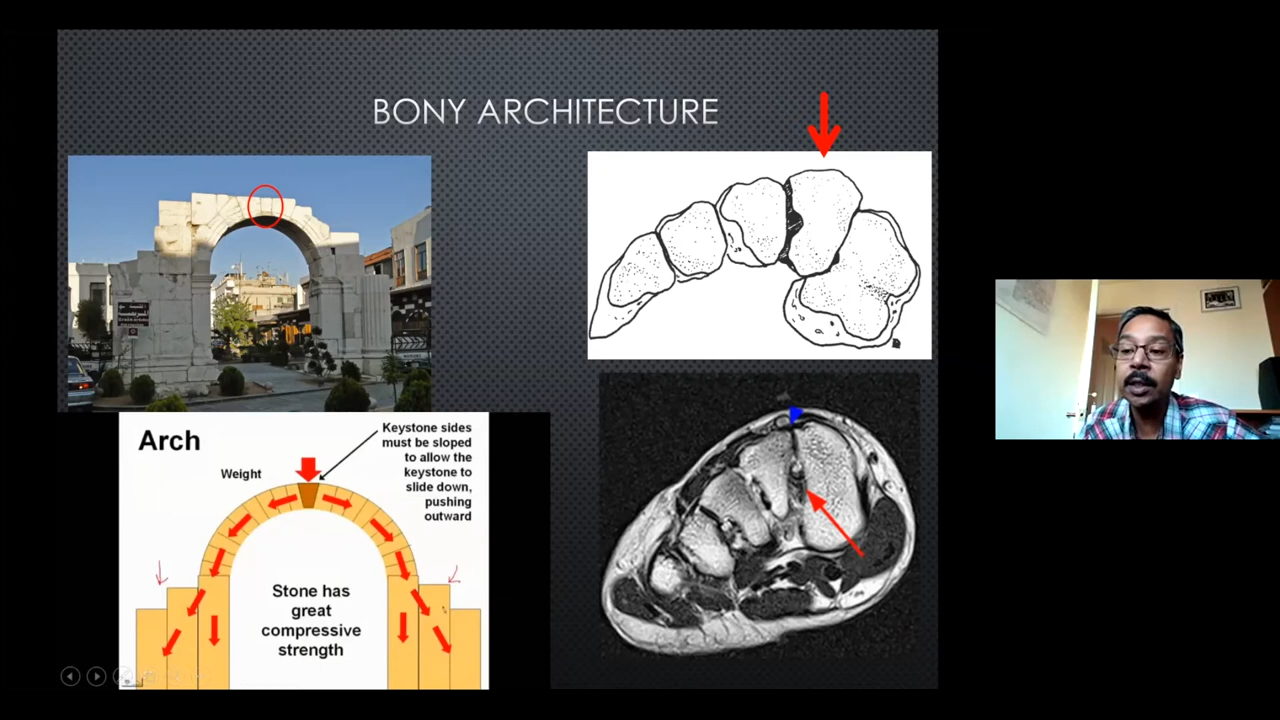 BONY ARCHITECTURE
Arch
Weight
Keystone sides
must be sloped
to allow the
keystone to
slide down,
pushing
outward
Stone has
great
compressive
strength